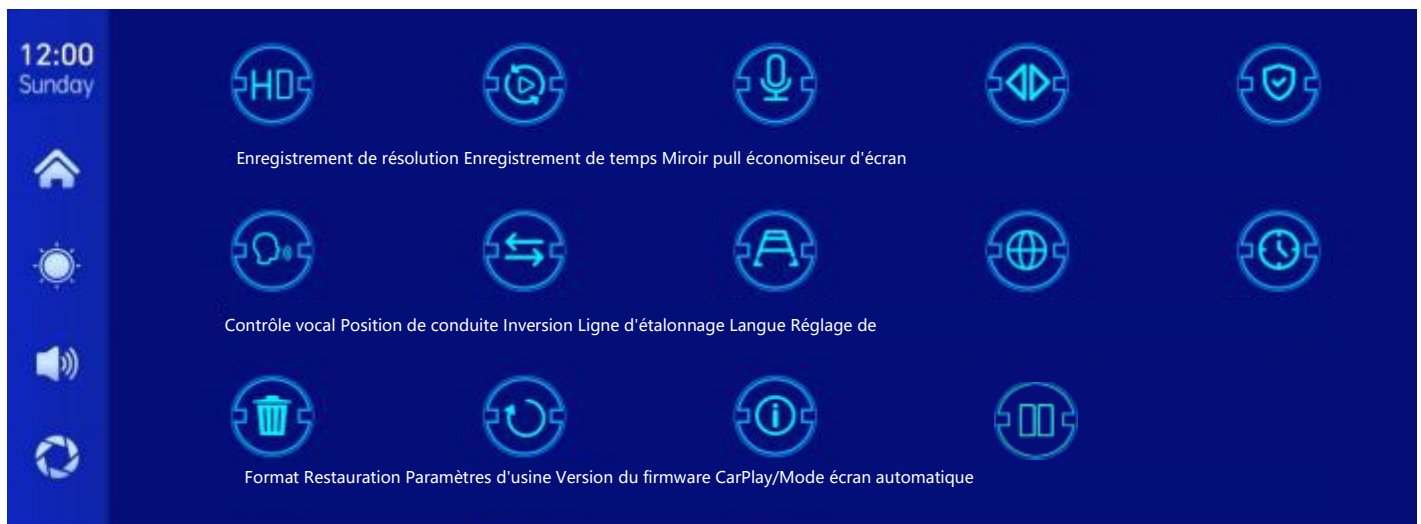 12:00
Sunday
HD
Enregistrement de résolution Enregistrement de temps Miroir pull économiseur d'écran
Contrôle vocal Position de conduite Inversion Ligne d'étalonnage Langue Réglage de
Format Restauration Paramètres d'usine Version du firmware CarPlay/Mode écran automatique